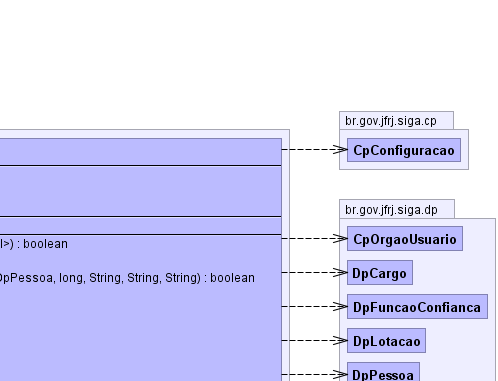 br.gov.jfrj.siga.cp
CpConfiguracao
br.gov.jfrj.siga.dp
CpOrgaoUsuario
l>) : boolean
DpCargo
DpPessoa, long, String, String, String) : boolean
DpFuncaoConfianca
DpLotacao
DpPessoa